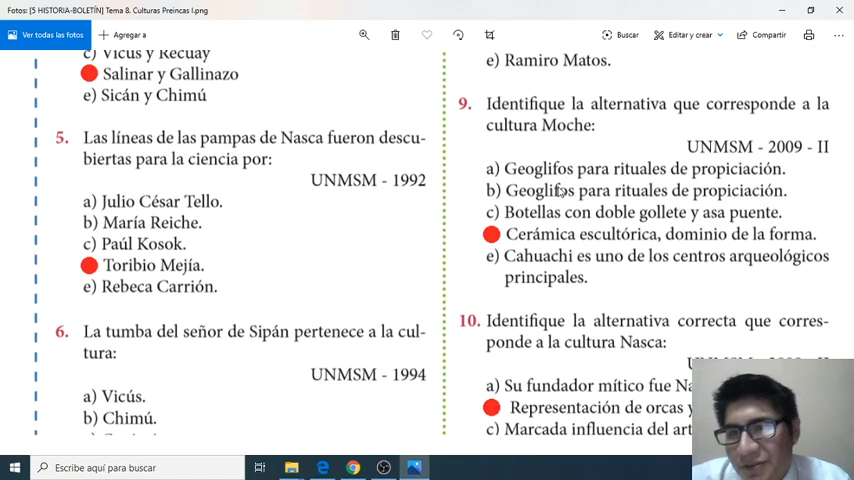 Fotos: [5 HISTORIA-BOLETÍN] Tema 8. Culturas Preincas I.png
Ver todas las fotos
Agregar a
Buscar
Editar y crear
Compartir
c) Vicús y Recuay
Salinar y Gallinazo
e) Sicán y Chimú
5. Las líneas de las pampas de Nasca fueron descu-
biertas para la ciencia por:
UNMSM - 1992
a) Julio César Tello.
b) María Reiche.
c) Paúl Kosok.
Toribio Mejía.
e) Rebeca Carrión.
6. La tumba del señor de Sipán pertenece a la cul-
tura:
UNMSM - 1994
a) Vicús.
b) Chimú.
e) Ramiro Matos.
9. Identifique la alternativa que corresponde a la
cultura Moche:
UNMSM - 2009 - II
a) Geoglifos para rituales de propiciación.
b) Geoglifos para rituales de propiciación.
c) Botellas con doble gollete y asa puente.
Cerámica escultórica, dominio de la forma.
e) Cahuachi es uno de los centros arqueológicos
principales.
10. Identifique la alternativa correcta que corres-
ponde a la cultura Nasca:
a) Su fundador mítico fue
Representación de orcas
c) Marcada influencia del
Escribe aquí para buscar